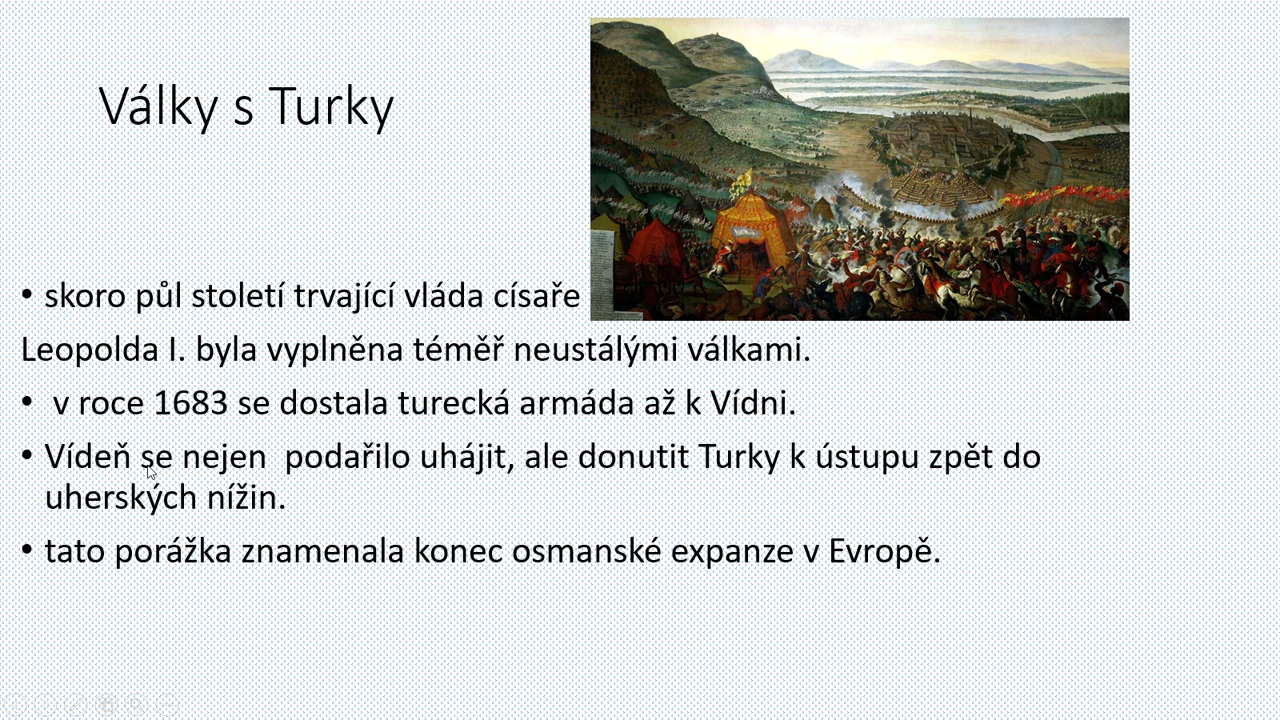 Války s Turky
• skoro půl století trvající vláda císaře
Leopolda I. byla vyplněna téměř neustálými válkami.
• v roce 1683 se dostala turecká armáda až k Vídni.
• Vídeň se nejen  podařilo uhájit, ale donutit Turky k ústupu zpět do
uherských nížin.
• tato porážka znamenala konec osmanské expanze v Evropě.